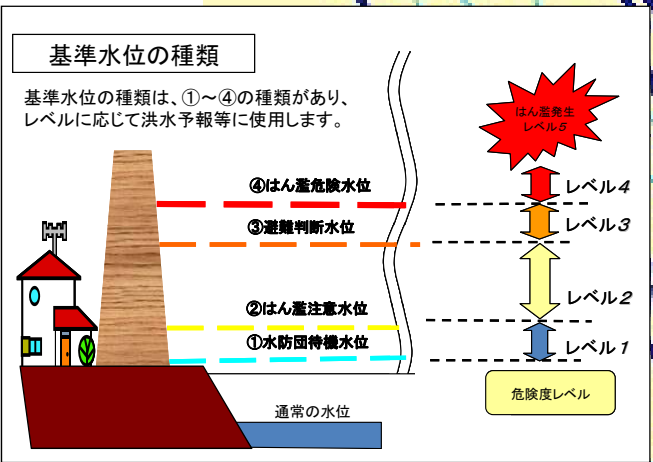 基準水位の種類
基準水位の種類は、①～④の種類があり、
レベルに応じて洪水予報等に使用します。
はん濫発生
レベル5
④はん濫危険水位
レベル4
③避難判断水位
レベル3
②はん濫注意水位
レベル2
①水防団待機水位
レベル1
危険度レベル
通常の水位